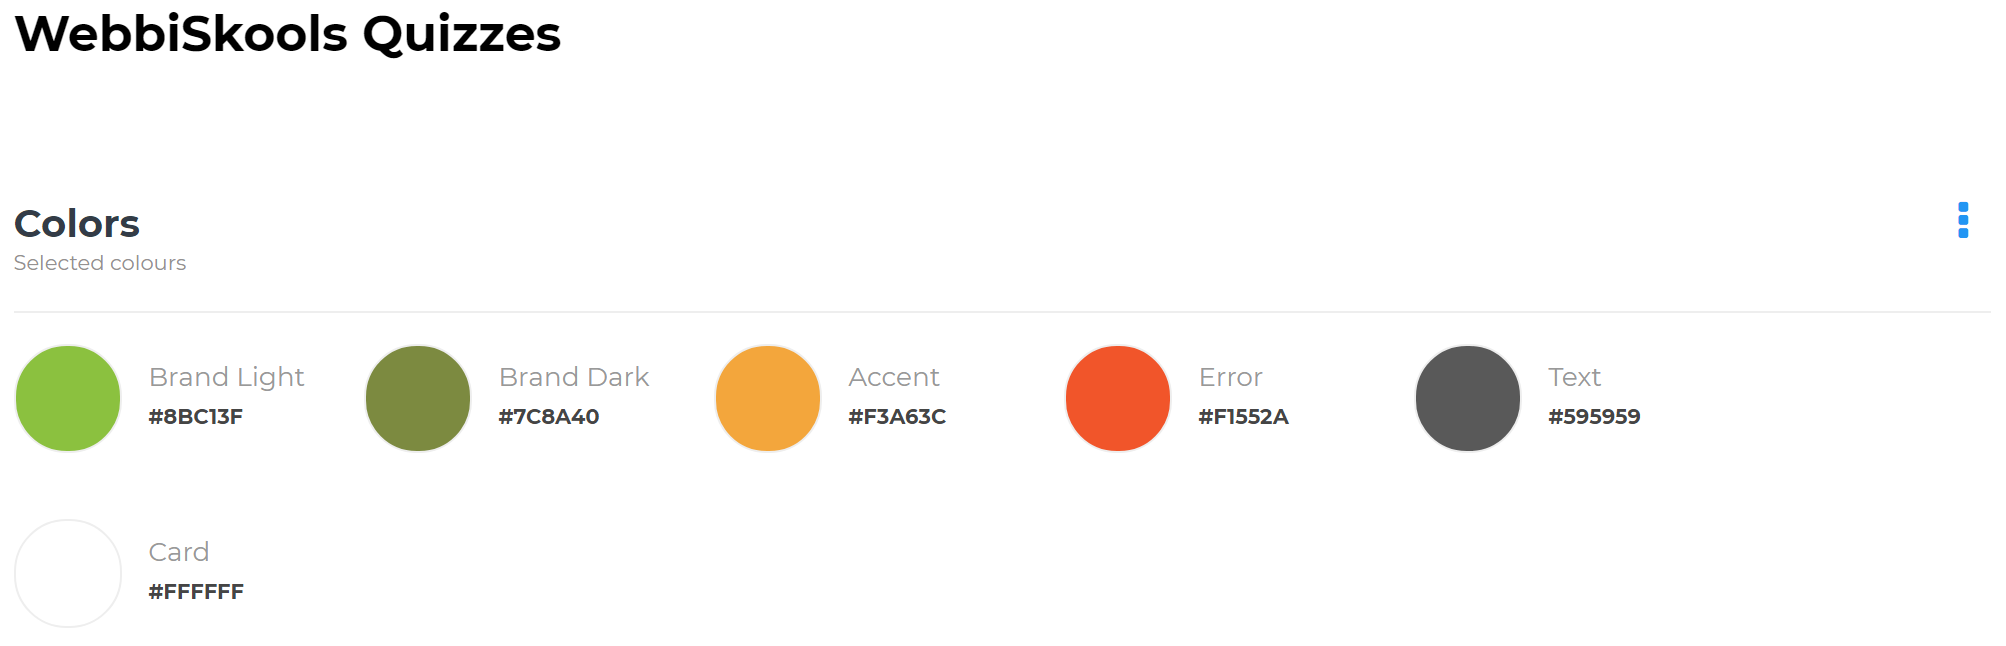 WebbiSkools Quizzes
Colors
Selected colours
Brand Light
#8BC13F
Brand Dark
#7C8A40
Accent
#F3A63C
Error
#F1552A
Text
#595959
Card
#FFFFFF